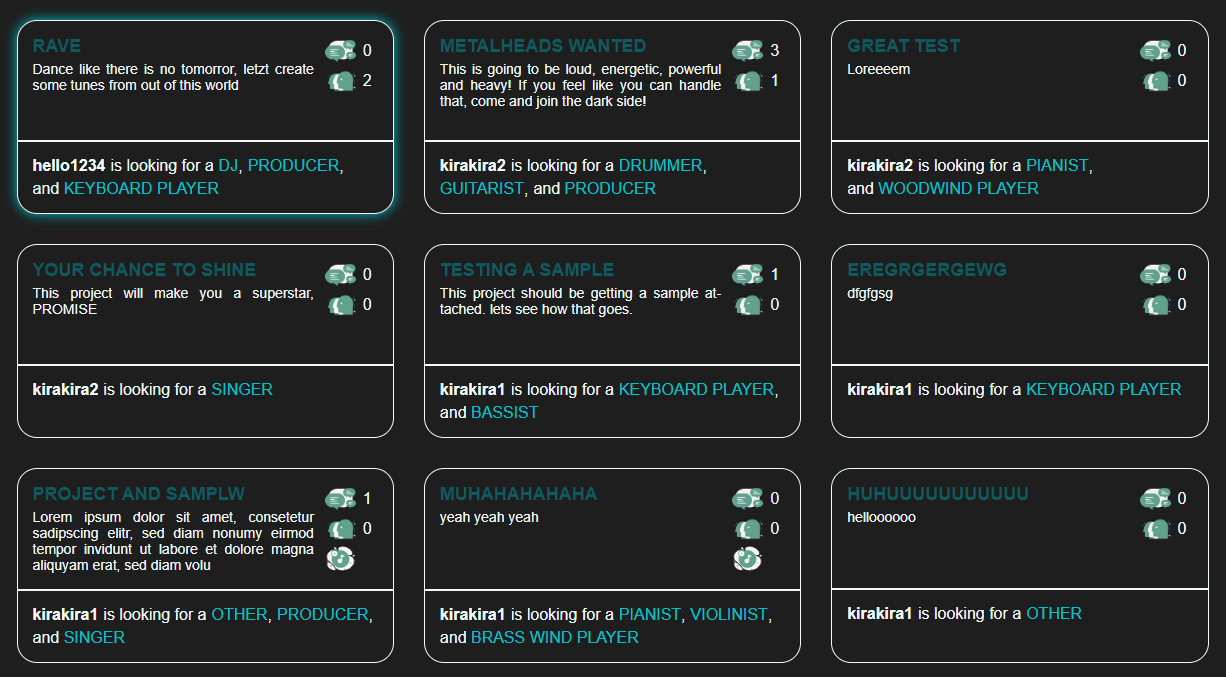 RAVE
0
Dance like there is no tomorror, letzt create
some tunes from out of this world
2
hello1234 is looking for a DJ, PRODUCER,
and KEYBOARD PLAYER
METALHEADS WANTED
3
This is going to be loud, energetic, powerful
and heavy! If you feel like you can handle
that, come and join the dark side!
1
kirakira2 is looking for a DRUMMER,
GUITARIST, and PRODUCER
GREAT TEST
0
Loreeeem
0
kirakira2 is looking for a PIANIST,
and WOODWIND PLAYER
YOUR CHANCE TO SHINE
0
This project will make you a superstar,
PROMISE
0
kirakira2 is looking for a SINGER
TESTING A SAMPLE
1
This project should be getting a sample at-
tached. lets see how that goes.
0
kirakira1 is looking for a KEYBOARD PLAYER,
and BASSIST
EREGRGERGEWG
0
dfgfgsg
0
kirakira1 is looking for a KEYBOARD PLAYER
PROJECT AND SAMPLW
1
Lorem ipsum dolor sit amet, consetetur
sadipscing elitr, sed diam nonumy eirmod
tempor invidunt ut labore et dolore magna
aliquyam erat, sed diam volu
0
kirakira1 is looking for a OTHER, PRODUCER,
and SINGER
MUHAHAHAHAHA
0
yeah yeah yeah
0
kirakira1 is looking for a PIANIST, VIOLINIST,
and BRASS WIND PLAYER
HUHUUUUUUUUUUU
0
helloooooo
0
kirakira1 is looking for a OTHER